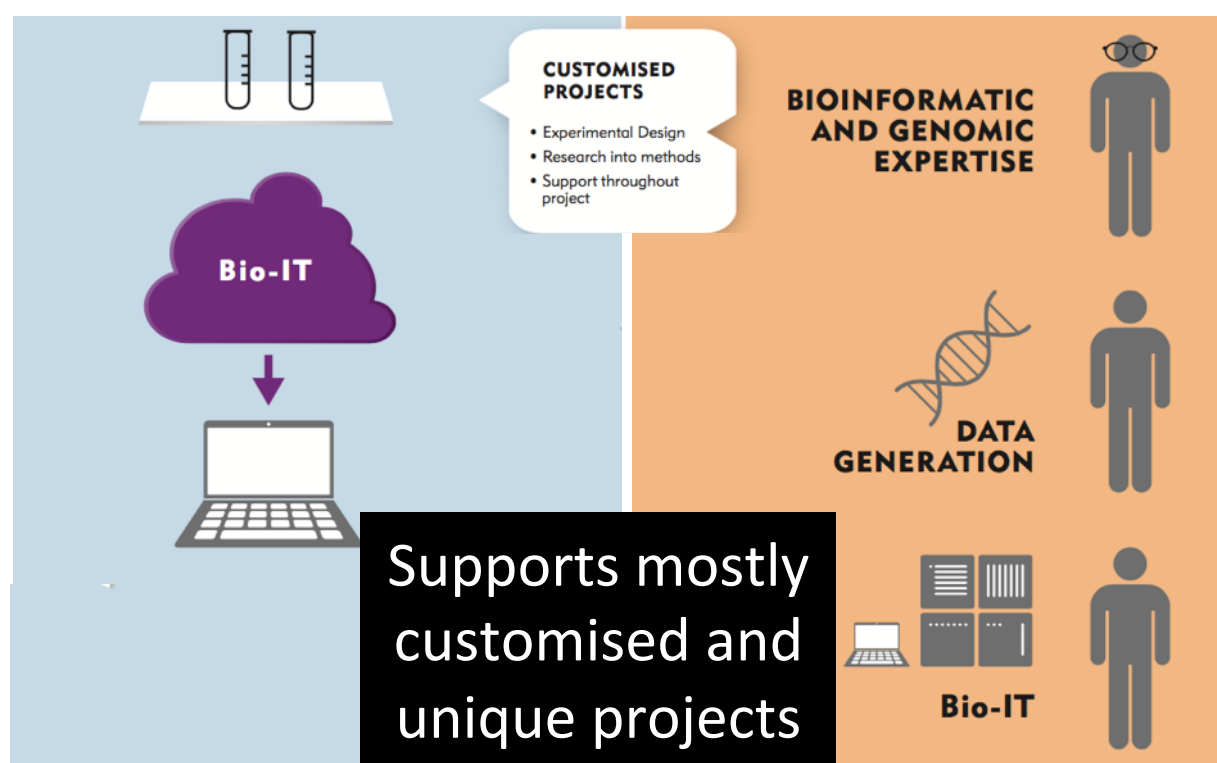 CUSTOMISED
PROJECTS
• Experimental Design
• Research into methods
• Support throughout
project
BIOINFORMATIC
AND GENOMIC
EXPERTISE
Bio-IT
DATA
GENERATION
Supports mostly
customised and
unique projects
Bio-IT